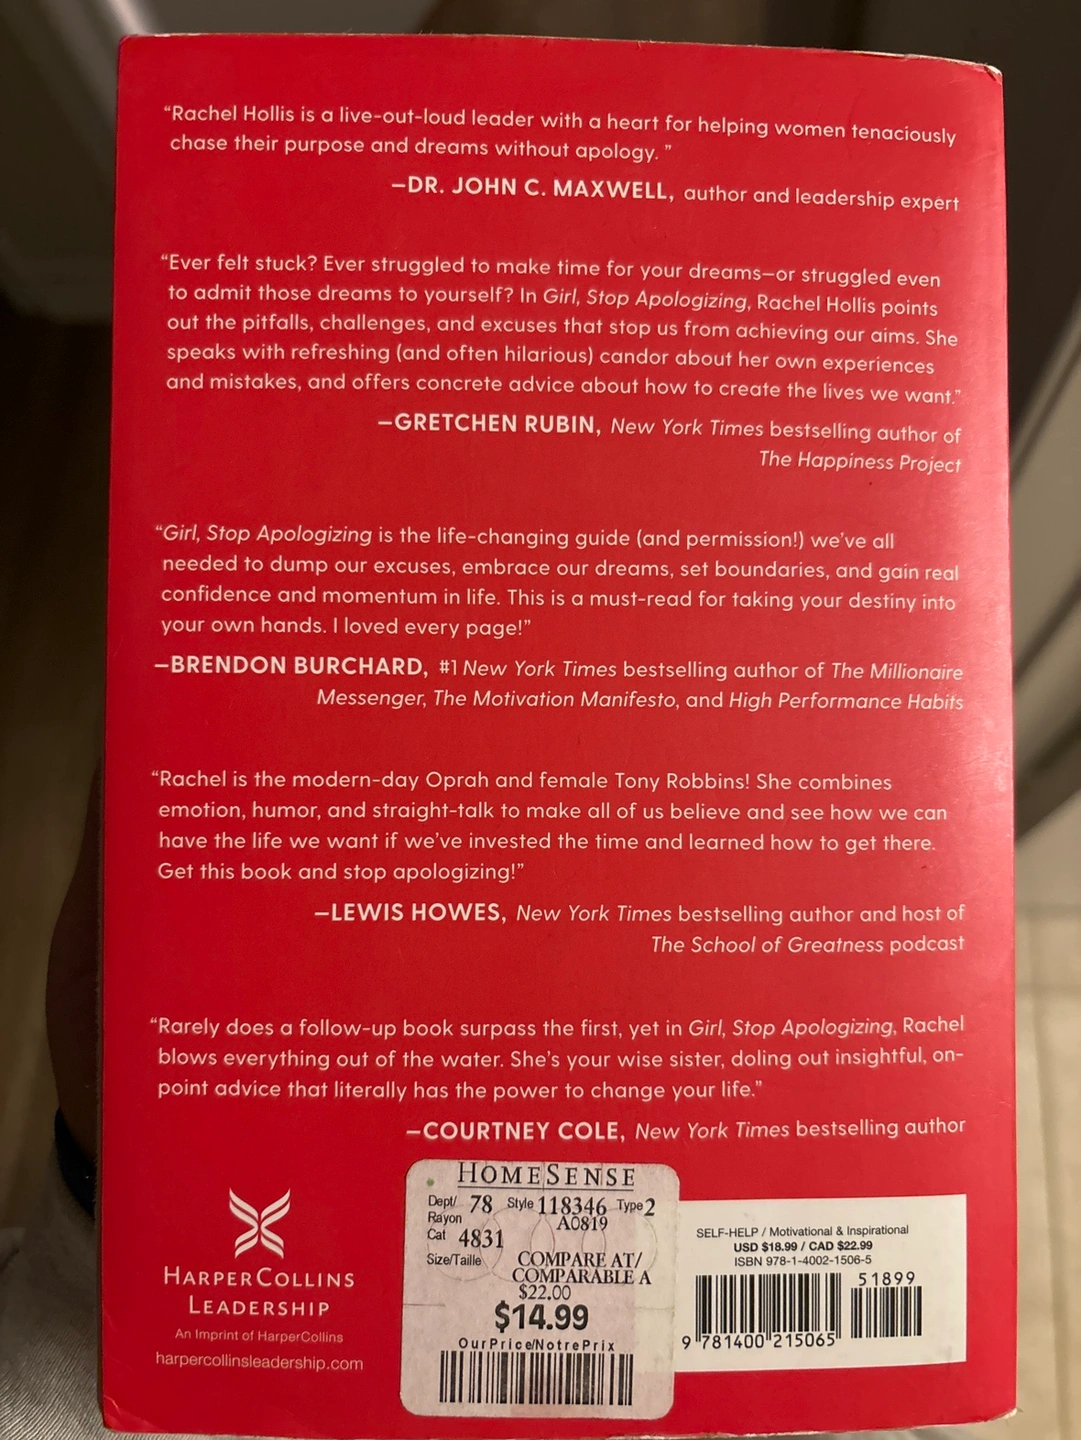 “Rachel Hollis is a live-out-loud leader with a heart for helping women tenaciously
chase their purpose and dreams without apology. ”
—DR. JOHN C. MAXWELL, author and leadership expert
“Ever felt stuck? Ever struggled to make time for your dreams—or struggled even
to admit those dreams to yourself? In Girl, Stop Apologizing, Rachel Hollis points
out the pitfalls, challenges, and excuses that stop us from achieving our aims. She
speaks with refreshing (and often hilarious) candor about her own experiences
and mistakes, and offers concrete advice about how to create the lives we want.”
—GRETCHEN RUBIN, New York Times bestselling author of
The Happiness Project
“Girl, Stop Apologizing is the life-changing guide (and permission!) we’ve all
needed to dump our excuses, embrace our dreams, set boundaries, and gain real
confidence and momentum in life. This is a must-read for taking your destiny into
your own hands. I loved every page!”
—BRENDON BURCHARD, #1 New York Times bestselling author of The Millionaire
Messenger, The Motivation Manifesto, and High Performance Habits
“Rachel is the modern-day Oprah and female Tony Robbins! She combines
emotion, humor, and straight-talk to make all of us believe and see how we can
have the life we want if we’ve invested the time and learned how to get there.
Get this book and stop apologizing!”
—LEWIS HOWES, New York Times bestselling author and host of
The School of Greatness podcast
“Rarely does a follow-up book surpass the first, yet in Girl, Stop Apologizing, Rachel
blows everything out of the water. She’s your wise sister, doling out insightful, on-
point advice that literally has the power to change your life.”
—COURTNEY COLE, New York Times bestselling author
HARPERCOLLINS
LEADERSHIP
An Imprint of HarperCollins
harpercollinsleadership.com
HOMESENSE
Dept/ 78 Style 118346 Type 2
Rayon A0819
Cat 4831
Size/Taille COMPARE AT/
COMPARABLE A
$22.00
$14.99
Our Price/Notre Prix
SELF-HELP / Motivational & Inspirational
USD $18.99 / CAD $22.99
ISBN 978-1-4002-1506-5
51899
9 781400 215065